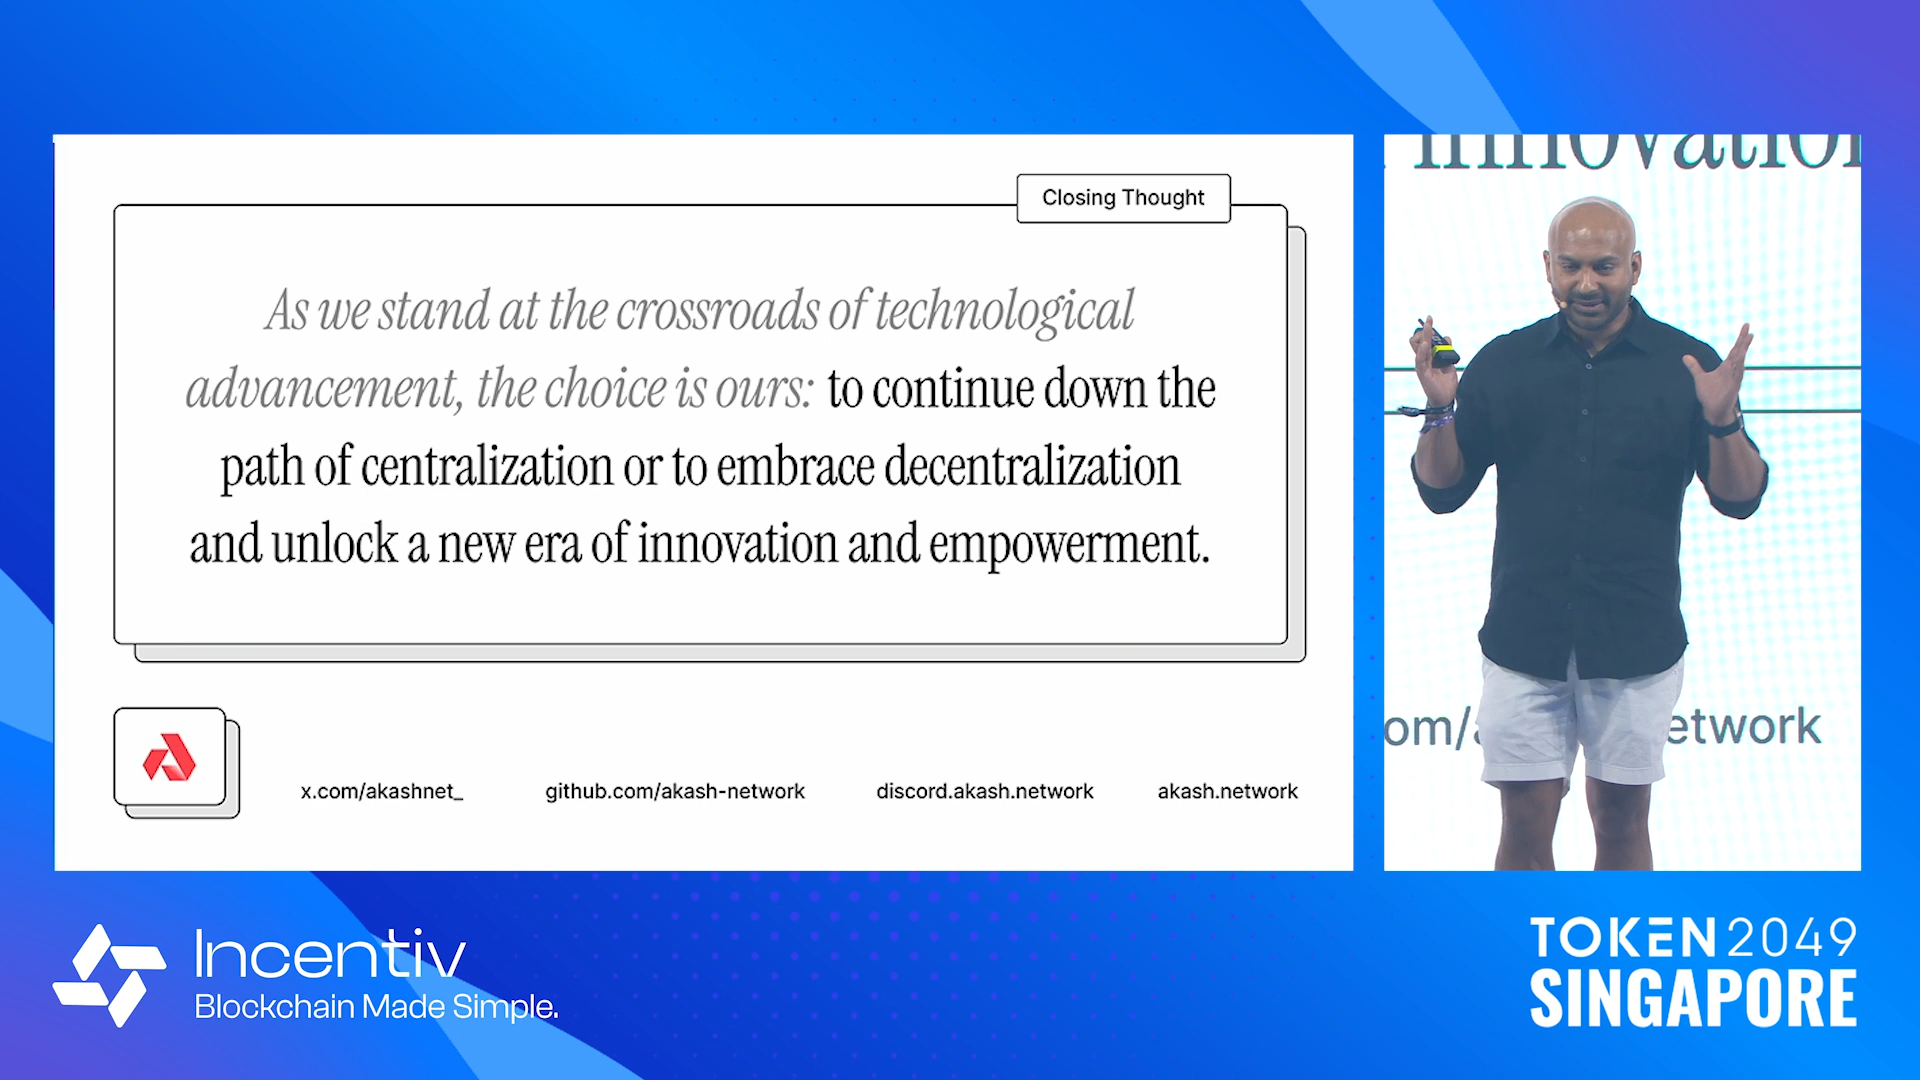 Closing Thought
As we stand at the crossroads of technological
advancement, the choice is ours: to continue down the
path of centralization or to embrace decentralization
and unlock a new era of innovation and empowerment.
x.com/akashnet_
github.com/akash-network
discord.akash.network
akash.network
innovation
om/a
etwork
Incentiv
Blockchain Made Simple.
TOKEN2049
SINGAPORE